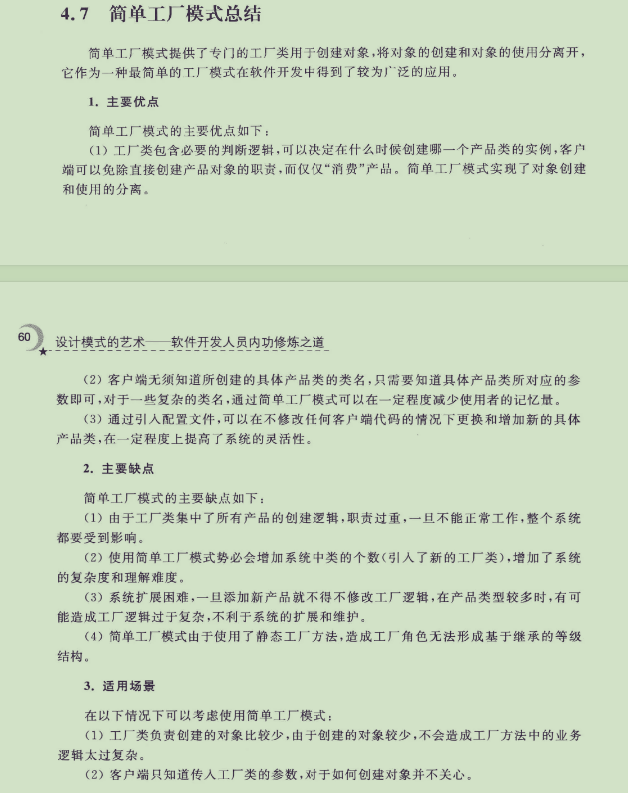 4.7 简单工厂模式总结
简单工厂模式提供了专门的工厂类用于创建对象,将对象的创建和对象的使用分离开,
它作为一种最简单的工厂模式在软件开发中得到了较为广泛的应用。
1. 主要优点
简单工厂模式的主要优点如下:
(1) 工厂类包含必要的判断逻辑,可以决定在什么时候创建哪一个产品类的实例,客户
端可以免除直接创建产品对象的职责,而仅仅“消费”产品。简单工厂模式实现了对象创建
和使用的分离。
60
设计模式的艺术——软件开发人员内功修炼之道
(2) 客户端无须知道所创建的具体产品类的类名,只需要知道具体产品类所对应的参
数即可,对于一些复杂的类名,通过简单工厂模式可以在一定程度减少使用者的记忆量。
(3) 通过引入配置文件,可以在不修改任何客户端代码的情况下更换和增加新的具体
产品类,在一定程度上提高了系统的灵活性。
2. 主要缺点
简单工厂模式的主要缺点如下:
(1) 由于工厂类集中了所有产品的创建逻辑,职责过重,一旦不能正常工作,整个系统
都要受到影响。
(2) 使用简单工厂模式势必会增加系统中类的个数(引入了新的工厂类),增加了系统
的复杂度和理解难度。
(3) 系统扩展困难,一旦添加新产品就不得不修改工厂逻辑,在产品类型较多时,有可
能造成工厂逻辑过于复杂,不利于系统的扩展和维护。
(4) 简单工厂模式由于使用了静态工厂方法,造成工厂角色无法形成基于继承的等级
结构。
3. 适用场景
在以下情况下可以考虑使用简单工厂模式:
(1) 工厂类负责创建的对象比较少,由于创建的对象较少,不会造成工厂方法中的业务
逻辑太过复杂。
(2) 客户端只知道传入工厂类的参数,对于如何创建对象并不关心。